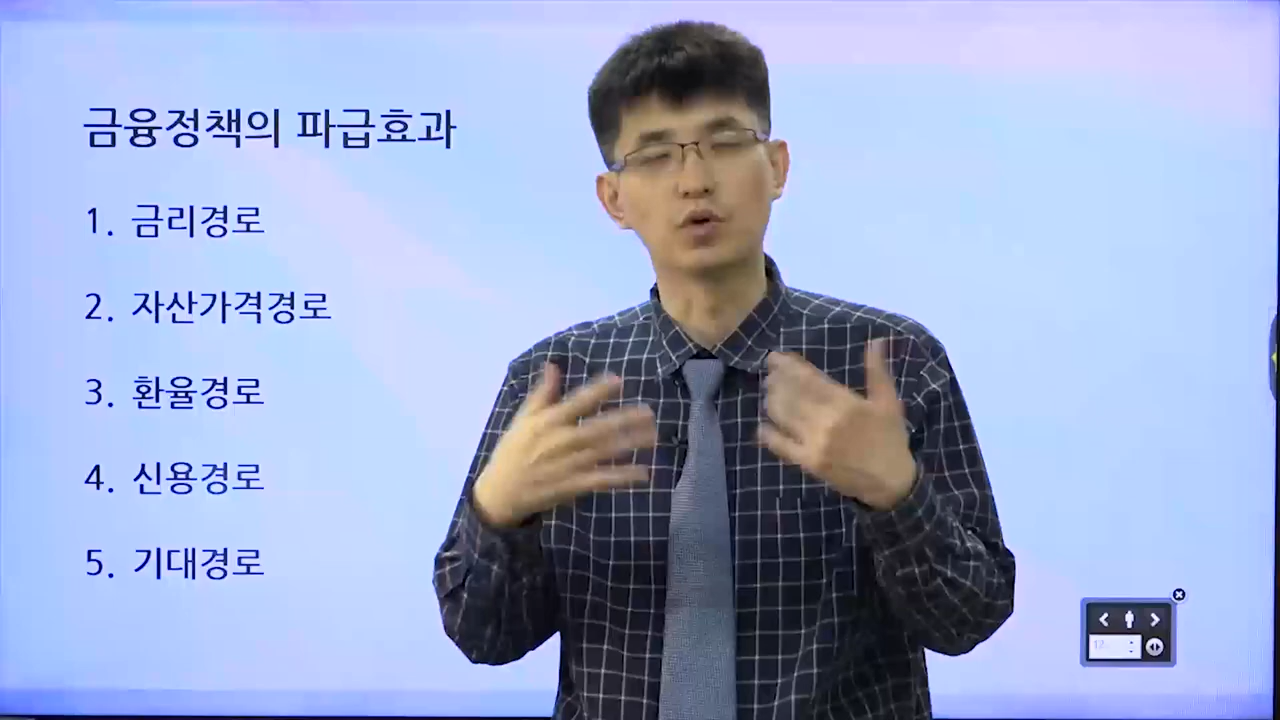 금융정책의 파급효과
1. 금리경로
2. 자산가격경로
3. 환율경로
4. 신용경로
5. 기대경로